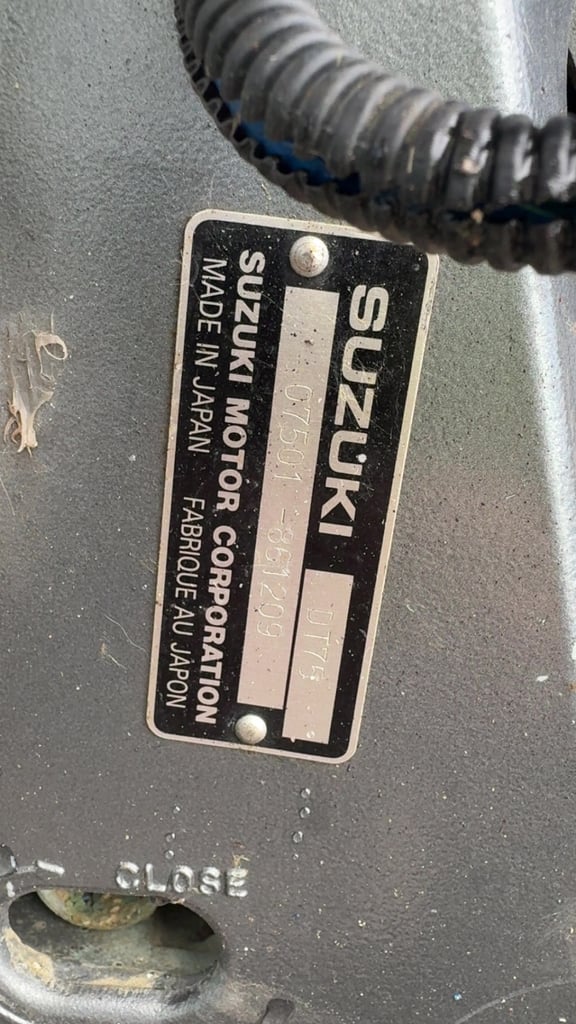 SUZUKI
DT75
07501-851209
SUZUKI MOTOR CORPORATION
MADE IN JAPAN FABRIQUE AU JAPON
CLOSE